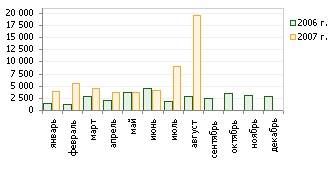 20 000
17 500
15 000
12 500
10 000
7 500
5 000
2 500
0
январь
февраль
март
апрель
май
июнь
июль
август
сентябрь
октябрь
ноябрь
декабрь
2006 г.
2007 г.